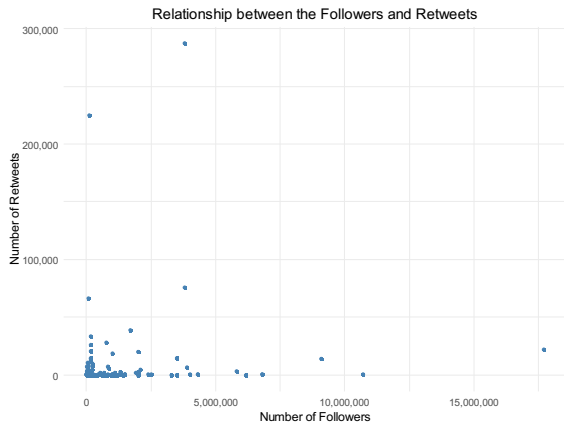 Relationship between the Followers and Retweets
300,000
200,000
100,000
0
Number of Retweets
0
5,000,000
10,000,000
15,000,000
Number of Followers